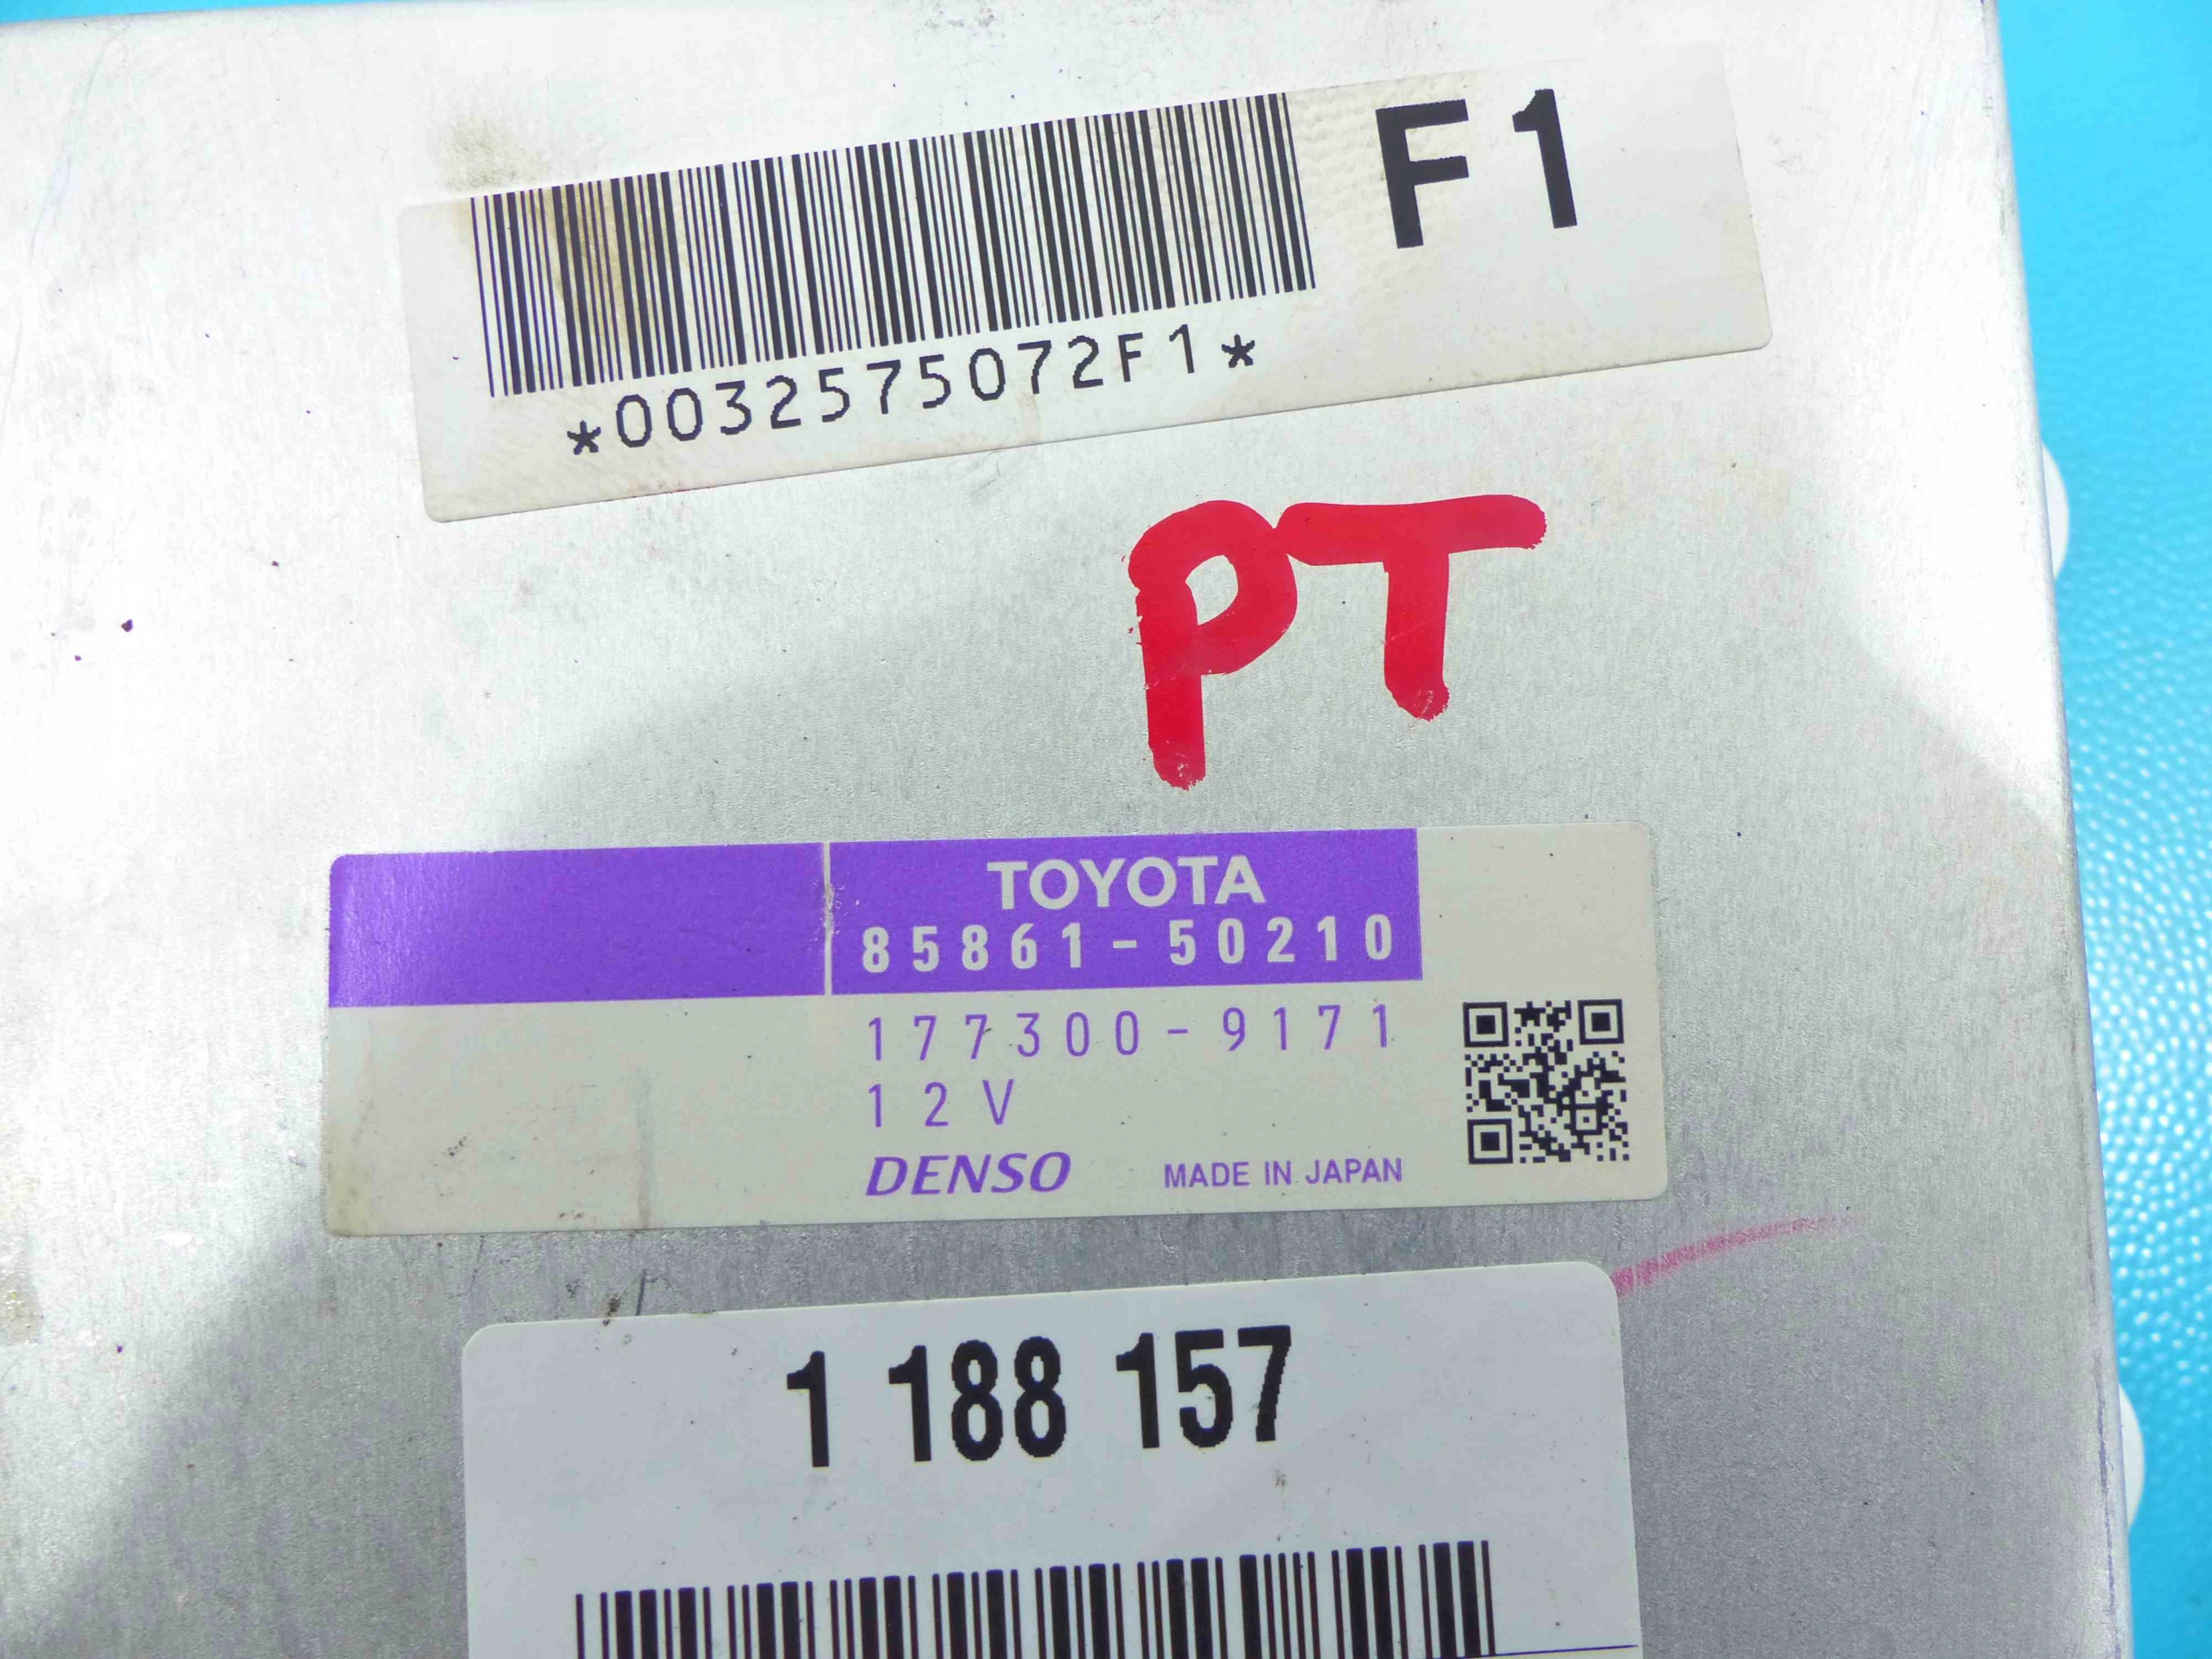 F1
*0032575072F1*
PT
TOYOTA
85861-50210
177300-9171
12V
DENSO MADE IN JAPAN
1 188 157